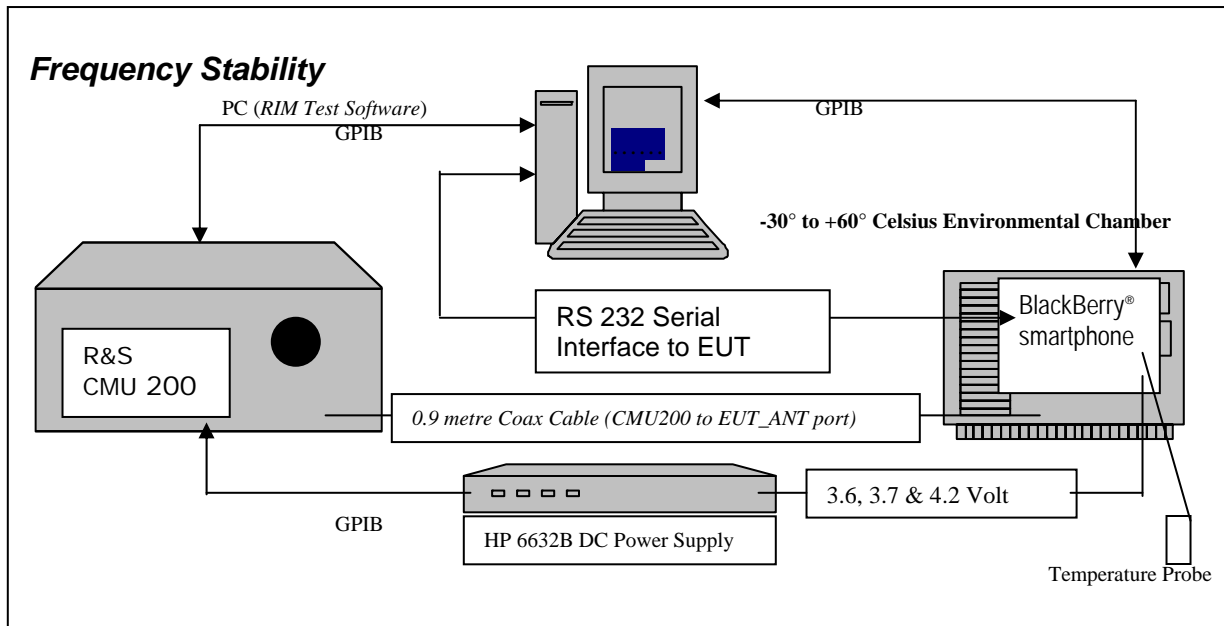 Frequency Stability
PC (RIM Test Software)
GPIB
GPIB
-30° to +60° Celsius Environmental Chamber
RS 232 Serial
Interface to EUT
BlackBerry®
smartphone
R&S
CMU 200
0.9 metre Coax Cable (CMU200 to EUT_ANT port)
3.6, 3.7 & 4.2 Volt
GPIB
HP 6632B DC Power Supply
Temperature Probe